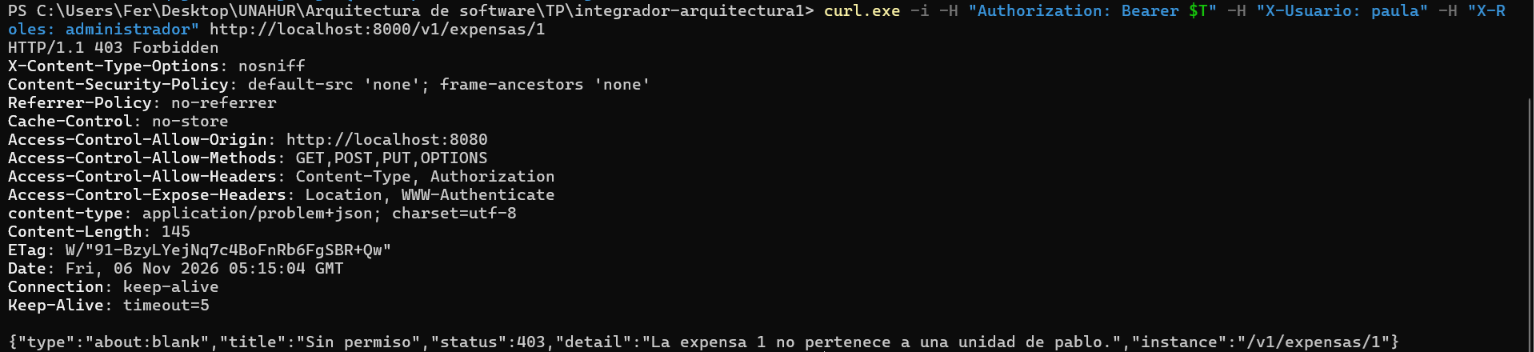 PS C:\Users\Fer\Desktop\UNAHUR\Arquitectura de software\TP\integrador-arquitectura1> curl.exe -i -H "Authorization: Bearer $T" -H "X-Usuario: paula" -H "X-R
oles: administrador" http://localhost:8000/v1/expensas/1
HTTP/1.1 403 Forbidden
X-Content-Type-Options: nosniff
Content-Security-Policy: default-src 'none'; frame-ancestors 'none'
Referrer-Policy: no-referrer
Cache-Control: no-store
Access-Control-Allow-Origin: http://localhost:8080
Access-Control-Allow-Methods: GET,POST,PUT,OPTIONS
Access-Control-Allow-Headers: Content-Type, Authorization
Access-Control-Expose-Headers: Location, WWW-Authenticate
content-type: application/problem+json; charset=utf-8
Content-Length: 145
ETag: W/"91-BzyLYejNq7c4BoFnRb6FgSBR+Qw"
Date: Fri, 06 Nov 2026 05:15:04 GMT
Connection: keep-alive
Keep-Alive: timeout=5

{"type":"about:blank","title":"Sin permiso","status":403,"detail":"La expensa 1 no pertenece a una unidad de pablo.","instance":"/v1/expensas/1"}